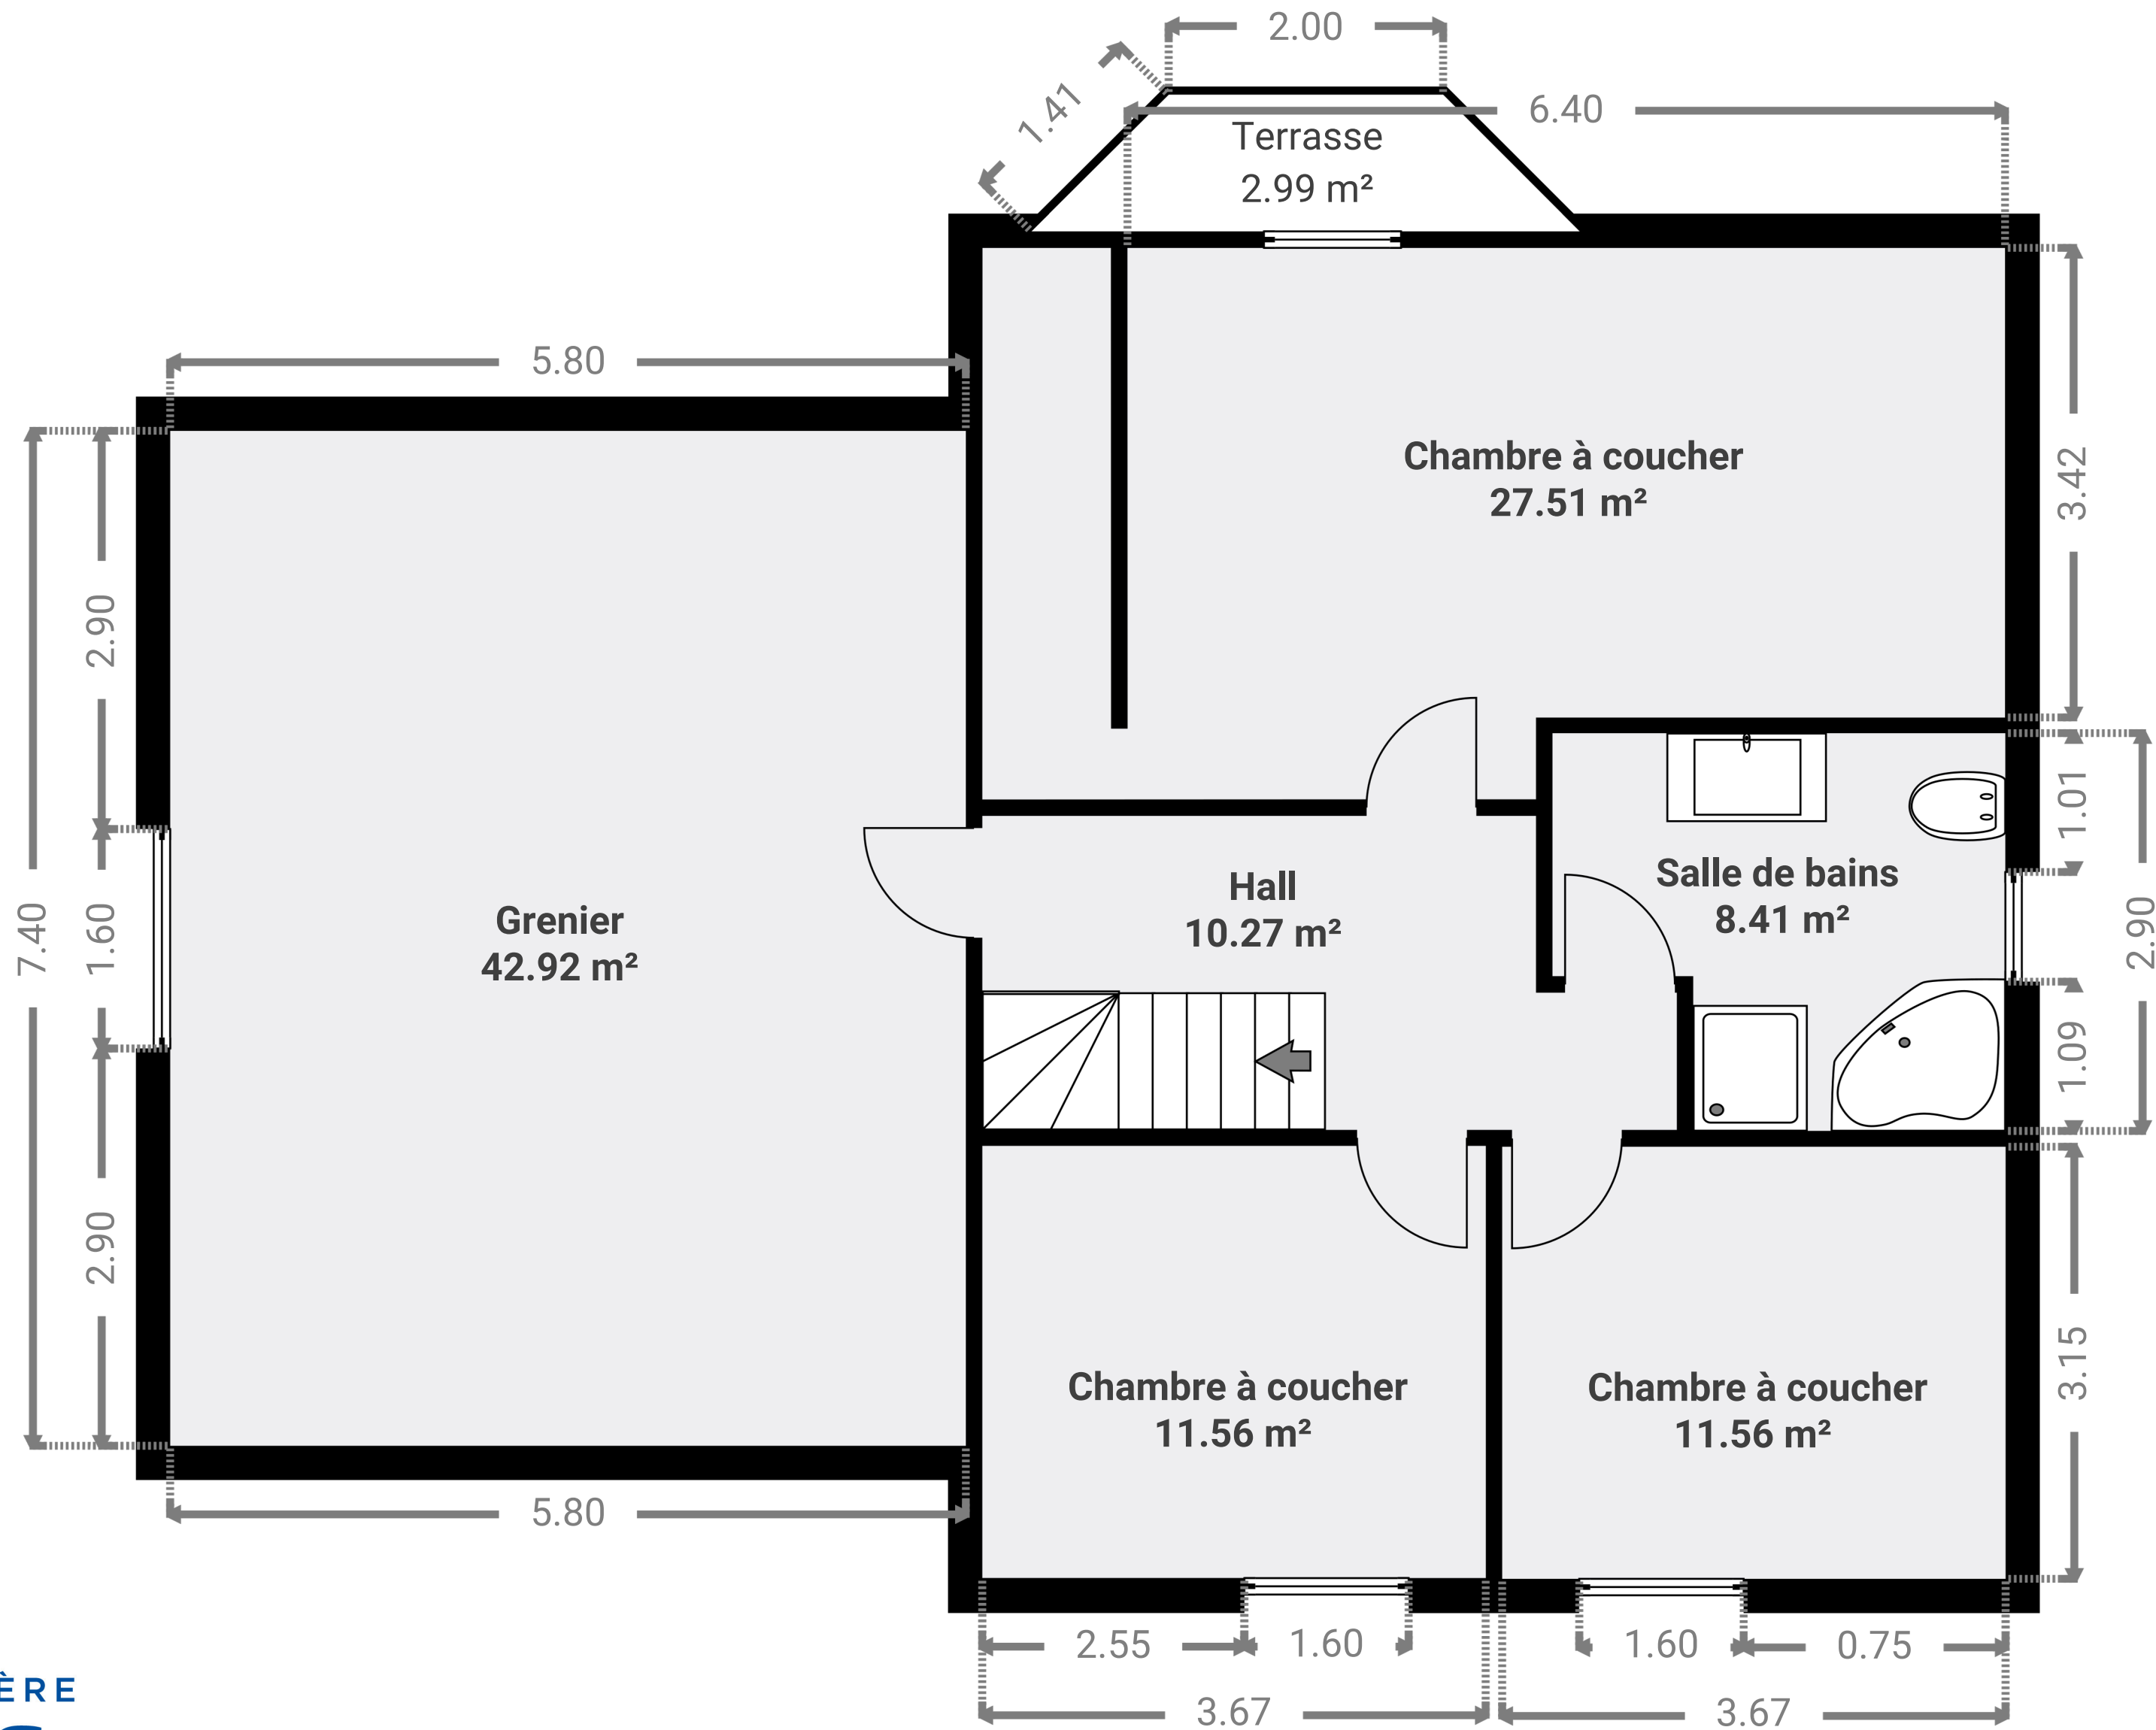 2.00
1.41
6.40
Terrasse
2.99 m²
5.80
Chambre à coucher
27.51 m²
3.42
2.90
1.01
7.40
1.60
Grenier
42.92 m²
Hall
10.27 m²
Salle de bains
8.41 m²
2.90
1.09
2.90
3.15
Chambre à coucher
11.56 m²
Chambre à coucher
11.56 m²
5.80
2.55
1.60
1.60
0.75
3.67
3.67
ÈRE